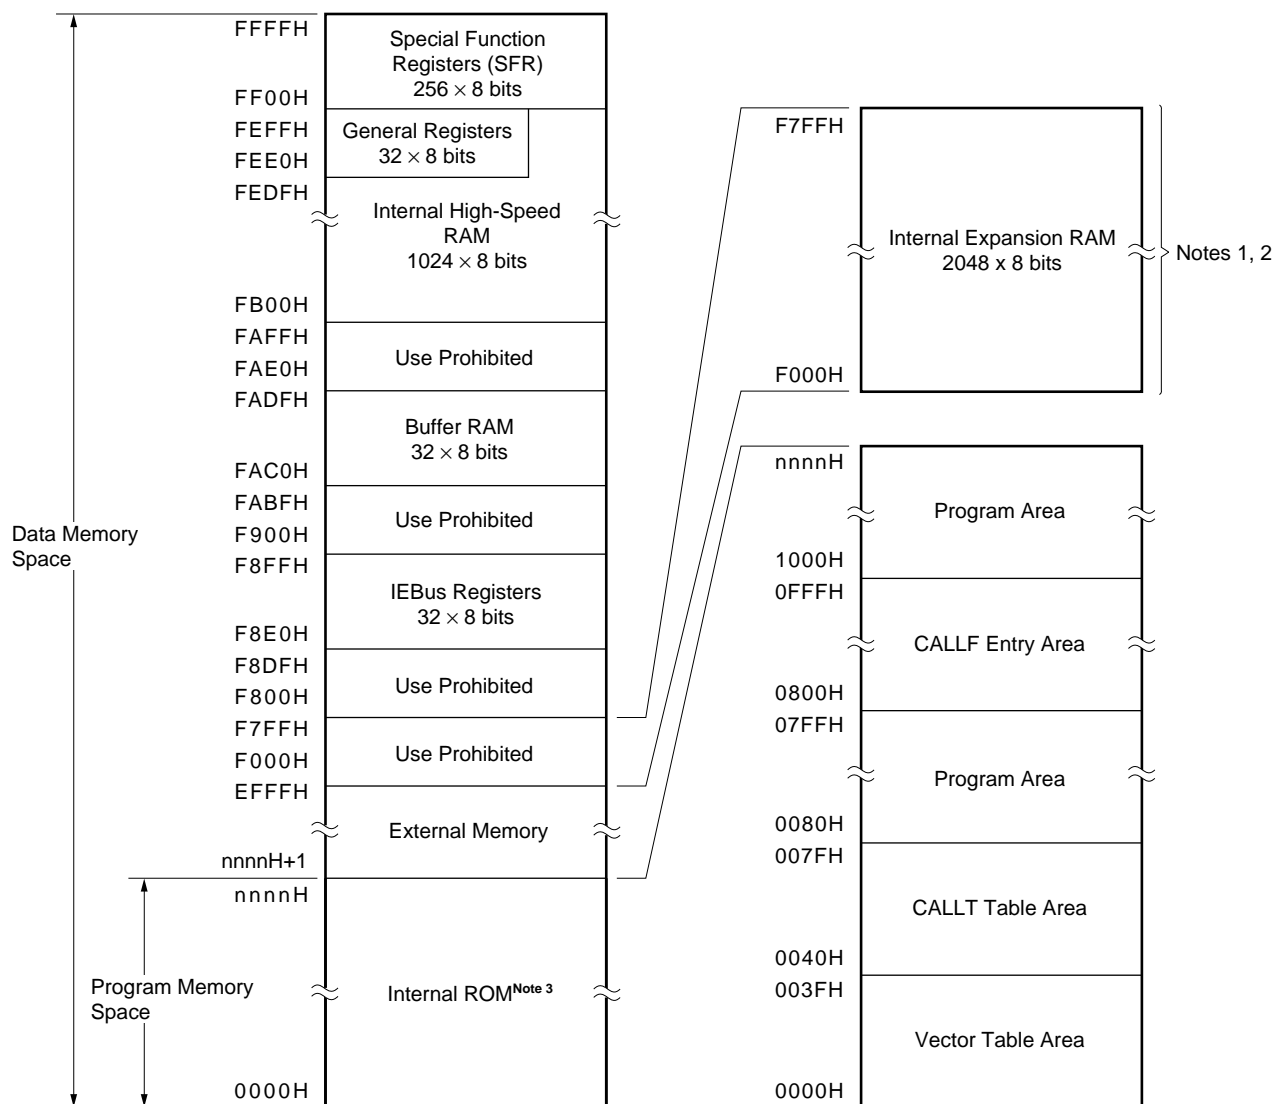 FFFFH
Special Function
Registers (SFR)
256 × 8 bits
FF00H
FEFFH
General Registers
32 × 8 bits
FEE0H
FEDFH
Internal High-Speed
RAM
1024 × 8 bits
FB00H
FAFFH
Use Prohibited
FAE0H
FADFH
Buffer RAM
32 × 8 bits
FAC0H
FABFH
Use Prohibited
F900H
F8FFH
IEBus Registers
32 × 8 bits
F8E0H
F8DFH
Use Prohibited
F800H
F7FFH
Use Prohibited
F000H
EFFFH
External Memory
nnnnH+1
nnnnH
Internal ROM Note 3
0000H
Data Memory
Space
Program Memory
Space
F7FFH
Internal Expansion RAM
2048 x 8 bits
Notes 1, 2
F000H
nnnnH
Program Area
1000H
0FFFH
CALLF Entry Area
0800H
07FFH
Program Area
0080H
007FH
CALLT Table Area
0040H
003FH
Vector Table Area
0000H